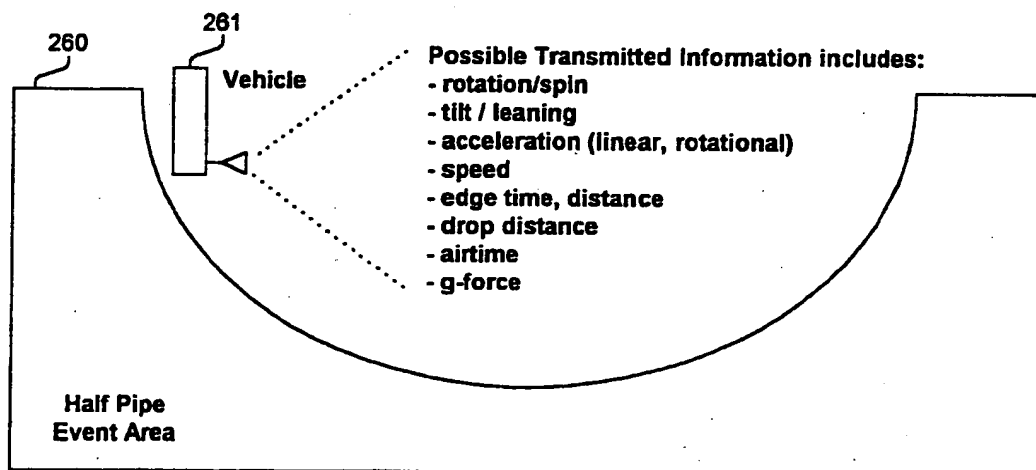 260
261
Vehicle
Possible Transmitted Information includes:
- rotation/spin
- tilt / leaning
- acceleration (linear, rotational)
- speed
- edge time, distance
- drop distance
- airtime
- g-force
Half Pipe
Event Area